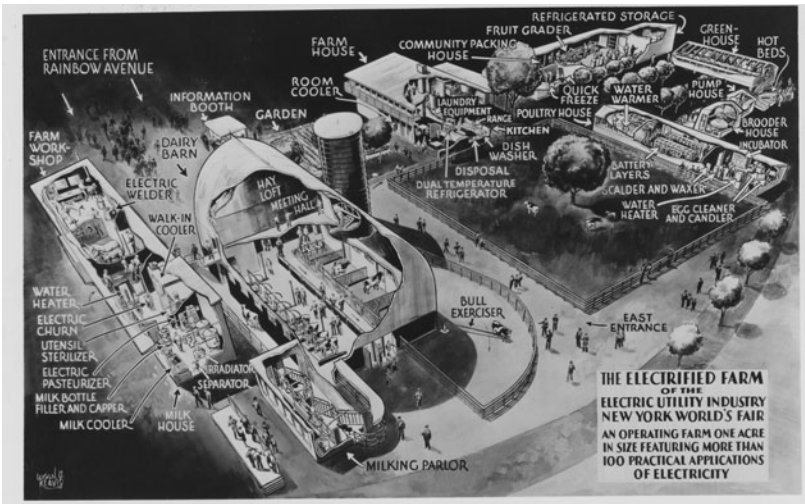 ENTRANCE FROM
RAINBOW AVENUE
FARM WORK-
SHOP
ELECTRIC
WELDER
WALK-IN
COOLER
DAIRY
BARN
INFORMATION
BOOTH
GARDEN
HAY
LOFT
MEETING
HALL
FARM
HOUSE
ROOM
COOLER
LAUNDRY
EQUIPMENT
RANGE
KITCHEN
DISH
WASHER
DISPOSAL
DUAL TEMPERATURE
REFRIGERATOR
COMMUNITY PACKING
HOUSE
FRUIT GRADER
REFRIGERATED STORAGE
QUICK
FREEZE
GREEN-
HOUSE
HOT
BEDS
PUMP
HOUSE
WATER
WARMER
POULTRY HOUSE
BROODER
HOUSE
INCUBATOR
BATTERY
LAYERS
SCALDER AND WAXER
WATER
HEATER
EGG CLEANER
AND CANDLER
WATER
HEATER
ELECTRIC
CHURN
UTENSIL
STERILIZER
ELECTRIC
PASTEURIZER
MILK BOTTLE
FILLER AND CAPPER
MILK COOLER
MILK
HOUSE
IRRADIATOR
SEPARATOR
MILKING PARLOR
BULL
EXERCISER
EAST
ENTRANCE
THE ELECTRIFIED FARM
OF THE
ELECTRIC UTILITY INDUSTRY
NEW YORK WORLD'S FAIR
AN OPERATING FARM ONE ACRE
IN SIZE FEATURING MORE THAN
100 PRACTICAL APPLICATIONS
OF ELECTRICITY